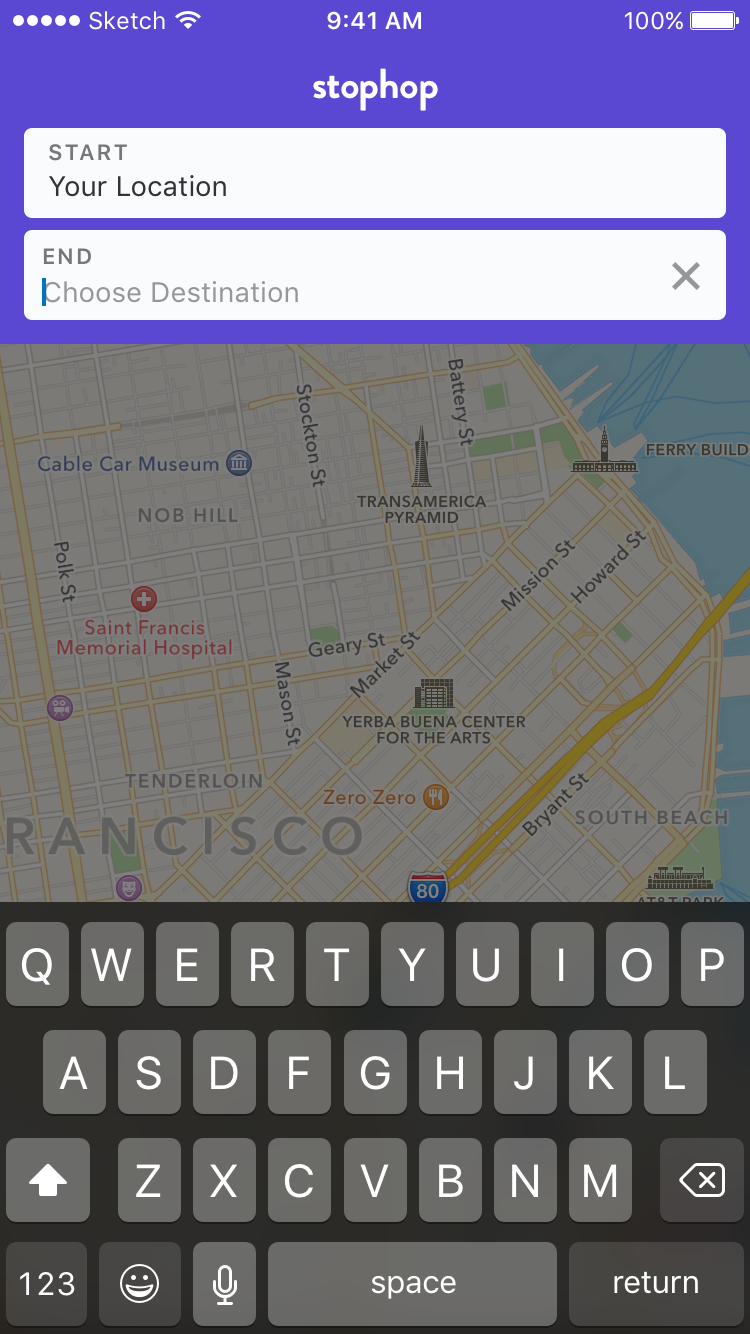 Sketch 9:41 AM 100%
stophop
START
Your Location
END
Choose Destination
Battery St
Stockton St
FERRY BUILD
Cable Car Museum
TRANSAMERICA
PYRAMID
NOB HILL
Polk St
Mission St
Howard St
Saint Francis
Memorial Hospital
Geary St
Market St
Mason St
YERBA BUENA CENTER
FOR THE ARTS
TENDERLOIN
Zero Zero
Bryant St
SOUTH BEACH
RANCISCO
80
AT&T PARK
Q W E R T Y U I O P
A S D F G H J K L
Z X C V B N M
123 space return